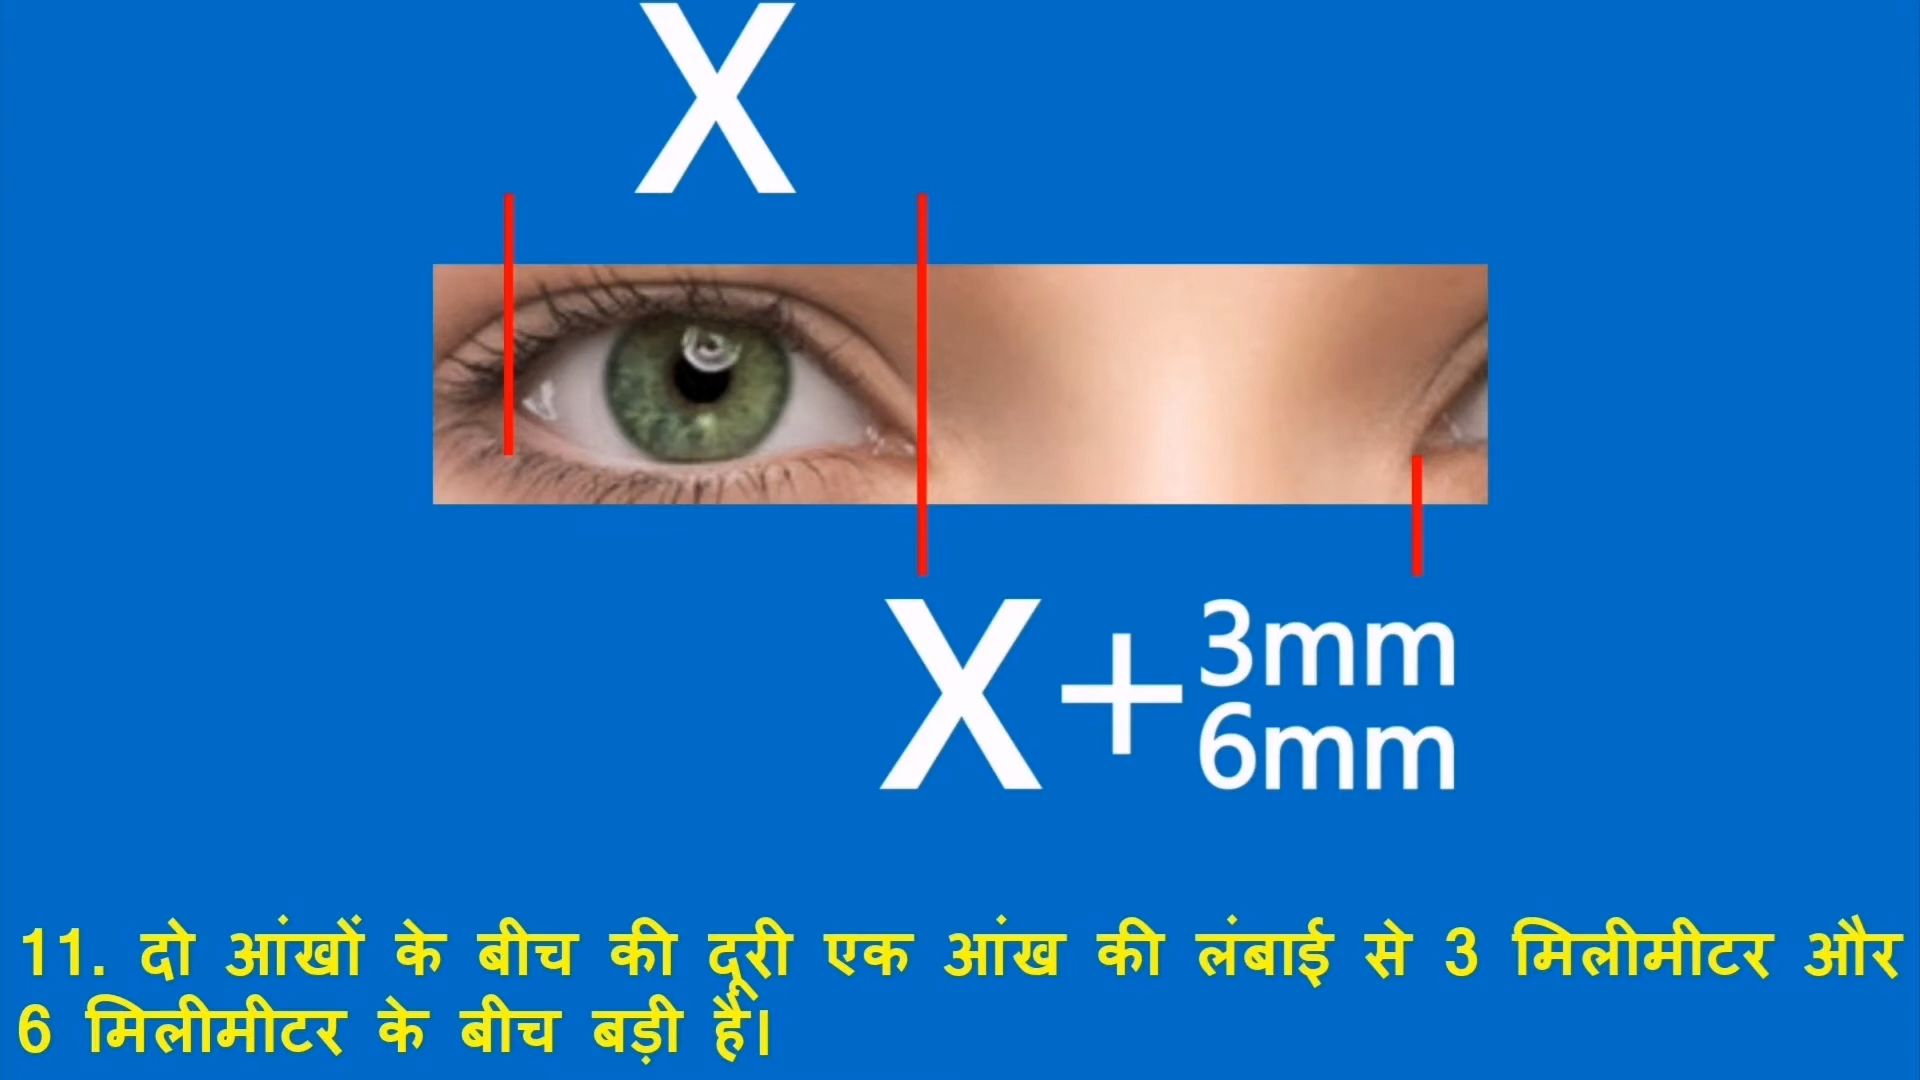 X
X+3mm
6mm
11. दो आंखों के बीच की दूरी एक आंख की लंबाई से 3 मिलीमीटर और
6 मिलीमीटर के बीच बड़ी है।